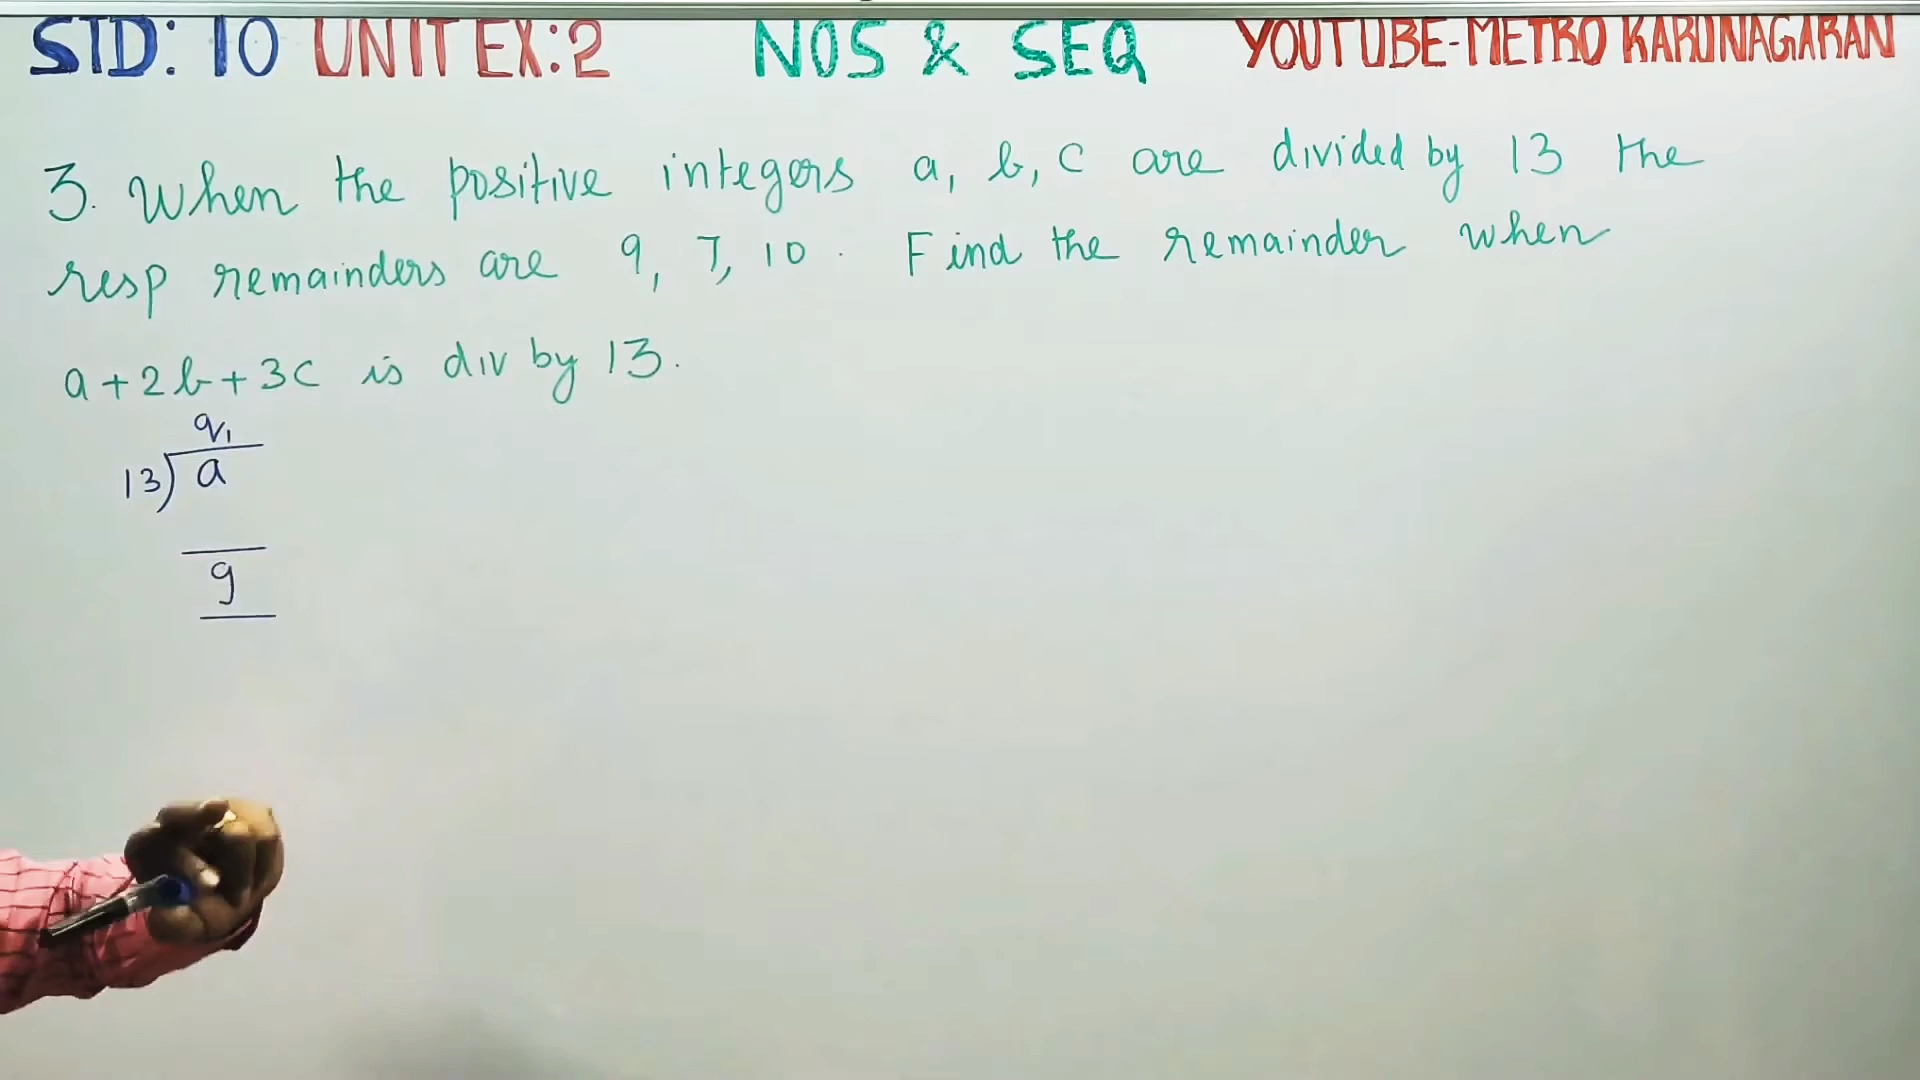 STD: 10 UNIT EX:2 NOS & SEQ YOUTUBE-METRO KARUNAGARAN
3. When the positive integers a, b, c are divided by 13 the
resp remainders are 9, 7, 10. Find the remainder when
a+2b+3c is div by 13.
q₁
13) a
9